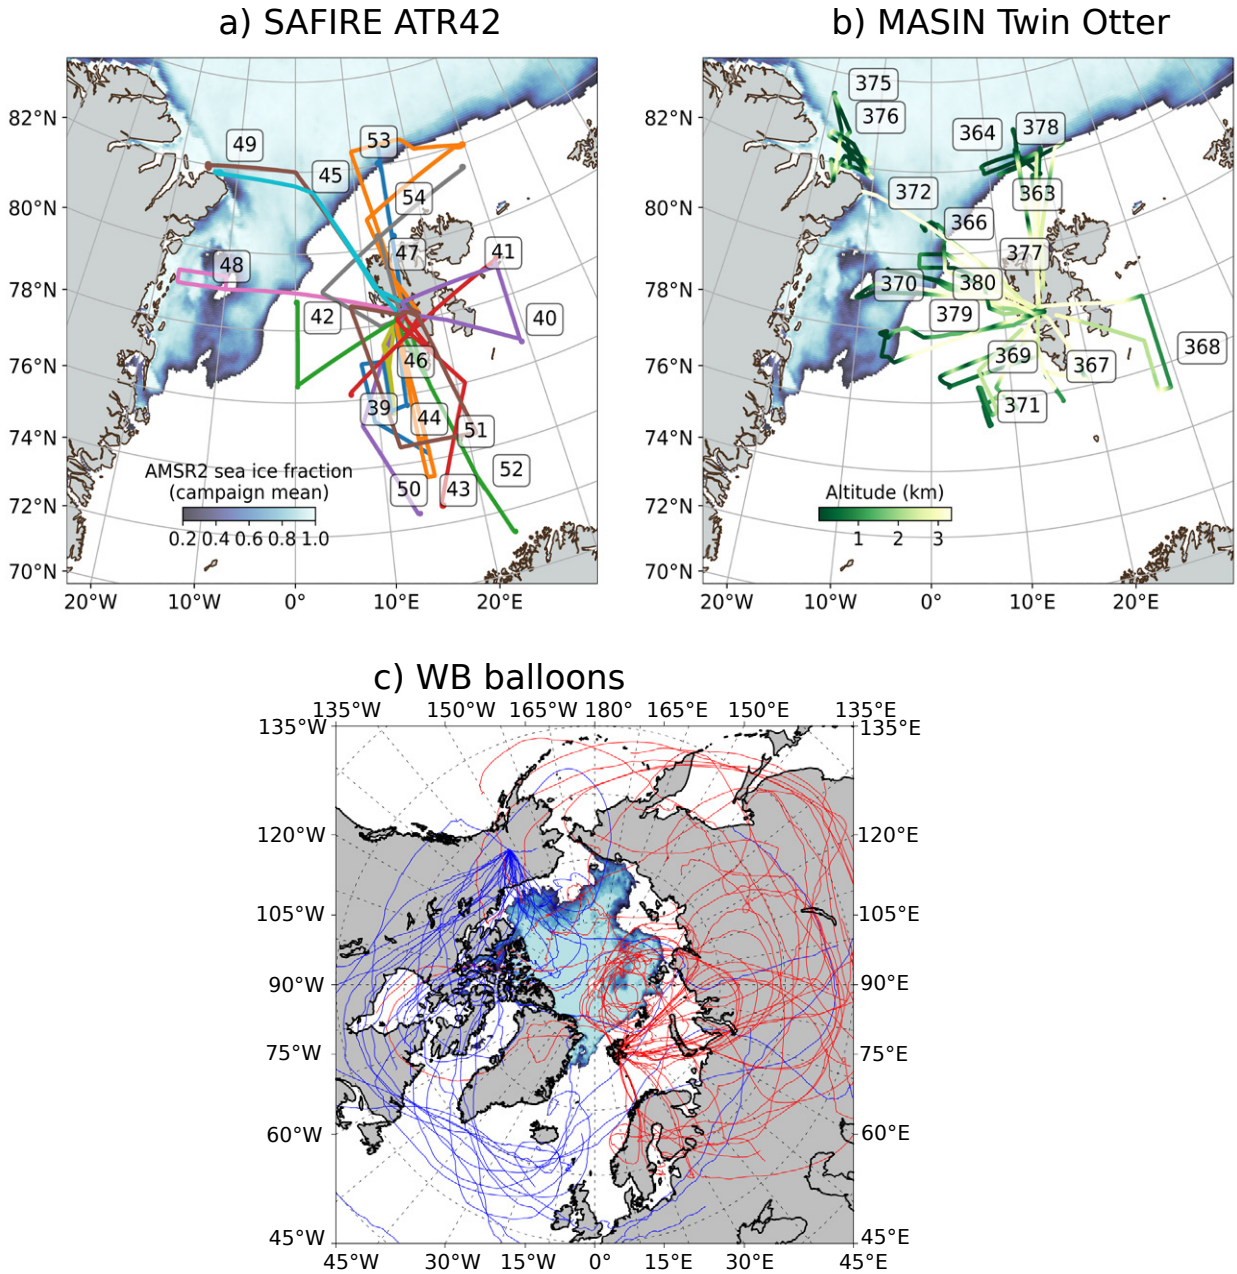 a) SAFIRE ATR42
b) MASIN Twin Otter
82°N
80°N
78°N
76°N
74°N
72°N
70°N
20°W 10°W 0° 10°E 20°E
49
53
45
54
47
41
48
42
40
46
39
44
51
52
50
43
AMSR2 sea ice fraction
(campaign mean)
0.2 0.4 0.6 0.8 1.0
82°N
80°N
78°N
76°N
74°N
72°N
70°N
20°W 10°W 0° 10°E 20°E
375
376
364
378
372
363
366
377
370
380
379
369
367
368
371
Altitude (km)
1 2 3
c) WB balloons
135°W 150°W 165°W 180° 165°E 150°E 135°E
135°W 135°E
120°W 120°E
105°W 105°E
90°W 90°E
75°W 75°E
60°W 60°E
45°W 45°E
45°W 30°W 15°W 0° 15°E 30°E 45°E